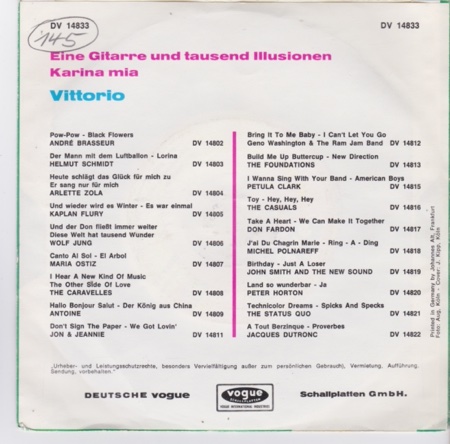 DV 14833
DV 14833
145
Eine Gitarre und tausend Illusionen
Karina mia
Vittorio
Pow-Pow - Black Flowers
ANDRÉ BRASSEUR DV 14802
Der Mann mit dem Luftballon - Lorina
HELMUT SCHMIDT DV 14803
Heute schlägt das Glück für mich zu
Er sang nur für mich
ARLETTE ZOLA DV 14804
Und wieder wird es Winter - Es war einmal
KAPLAN FLURY DV 14805
Und der Don fließt immer weiter
Diese Welt hat tausend Wunder
WOLF JUNG DV 14806
Canto Al Sol - El Arbol
MARIA OSTIZ DV 14807
I Hear A New Kind Of Music
The Other Side Of Love
THE CARAVELLES DV 14808
Hallo Bonjour Salut - Der König aus China
ANTOINE DV 14809
Don't Sign The Paper - We Got Lovin'
JON & JEANNIE DV 14811
Bring It To Me Baby - I Can't Let You Go
Geno Washington & The Ram Jam Band DV 14812
Build Me Up Buttercup - New Direction
THE FOUNDATIONS DV 14813
I Wanna Sing With Your Band - American Boys
PETULA CLARK DV 14815
Toy - Hey, Hey, Hey
THE CASUALS DV 14816
Take A Heart - We Can Make It Together
DON FARDON DV 14817
J'ai Du Chagrin Marie - Ring - A - Ding
MICHEL POLNAREFF DV 14818
Birthday - Just A Loser
JOHN SMITH AND THE NEW SOUND DV 14819
Land so wunderbar - Ja
PETER HORTON DV 14820
Technicolor Dreams - Spicks And Specks
THE STATUS QUO DV 14821
A Tout Berzinque - Proverbes
JACQUES DUTRONC DV 14822
Printed in Germany by Johannes Alt, Frankfurt
Foto: Aug, Köln - Cover: J. Kopp, Köln
„Urheber- und Leistungsschutzrechte, besonders Vervielfältigung außer zum persönlichen Gebrauch), Vermietung, Aufführung,
Sendung, vorbehalten."
DEUTSCHE vogue
vogue
VOGUE INTERNATIONAL INDUSTRIES
Schallplatten GmbH.